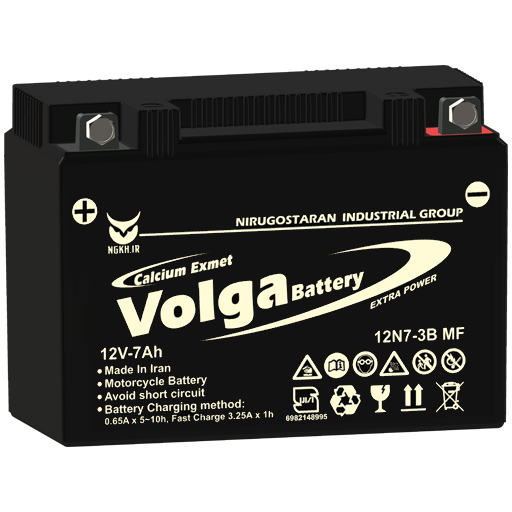 NIRUGOSTARAN INDUSTRIAL GROUP
NGKH.IR
Calcium Exmet
Volga Battery
EXTRA POWER
12V-7Ah
12N7-3B MF
• Made In Iran
• Motorcycle Battery
• Avoid short circuit
• Battery Charging method:
0.65A x 5~10h, Fast Charge 3.25A x 1h
6982148995